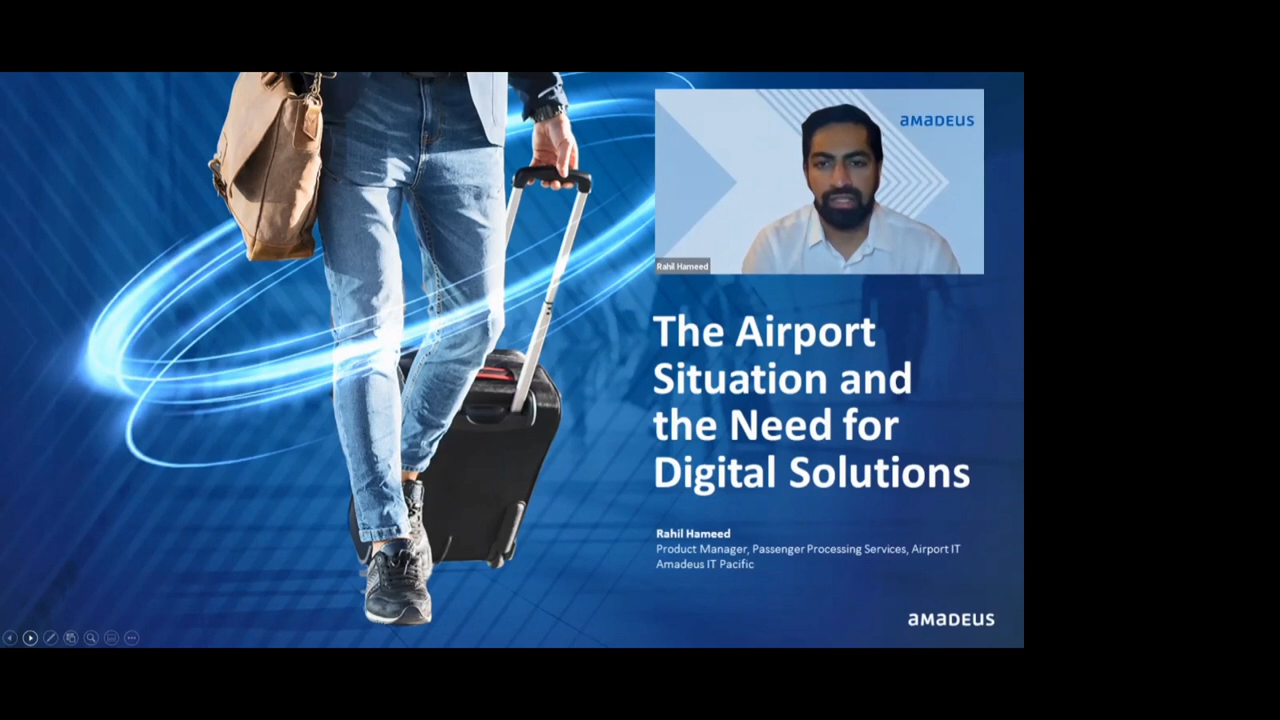 amadeus
Rahil Hameed
The Airport
Situation and
the Need for
Digital Solutions
Rahil Hameed
Product Manager, Passenger Processing Services, Airport IT
Amadeus IT Pacific
amadeus